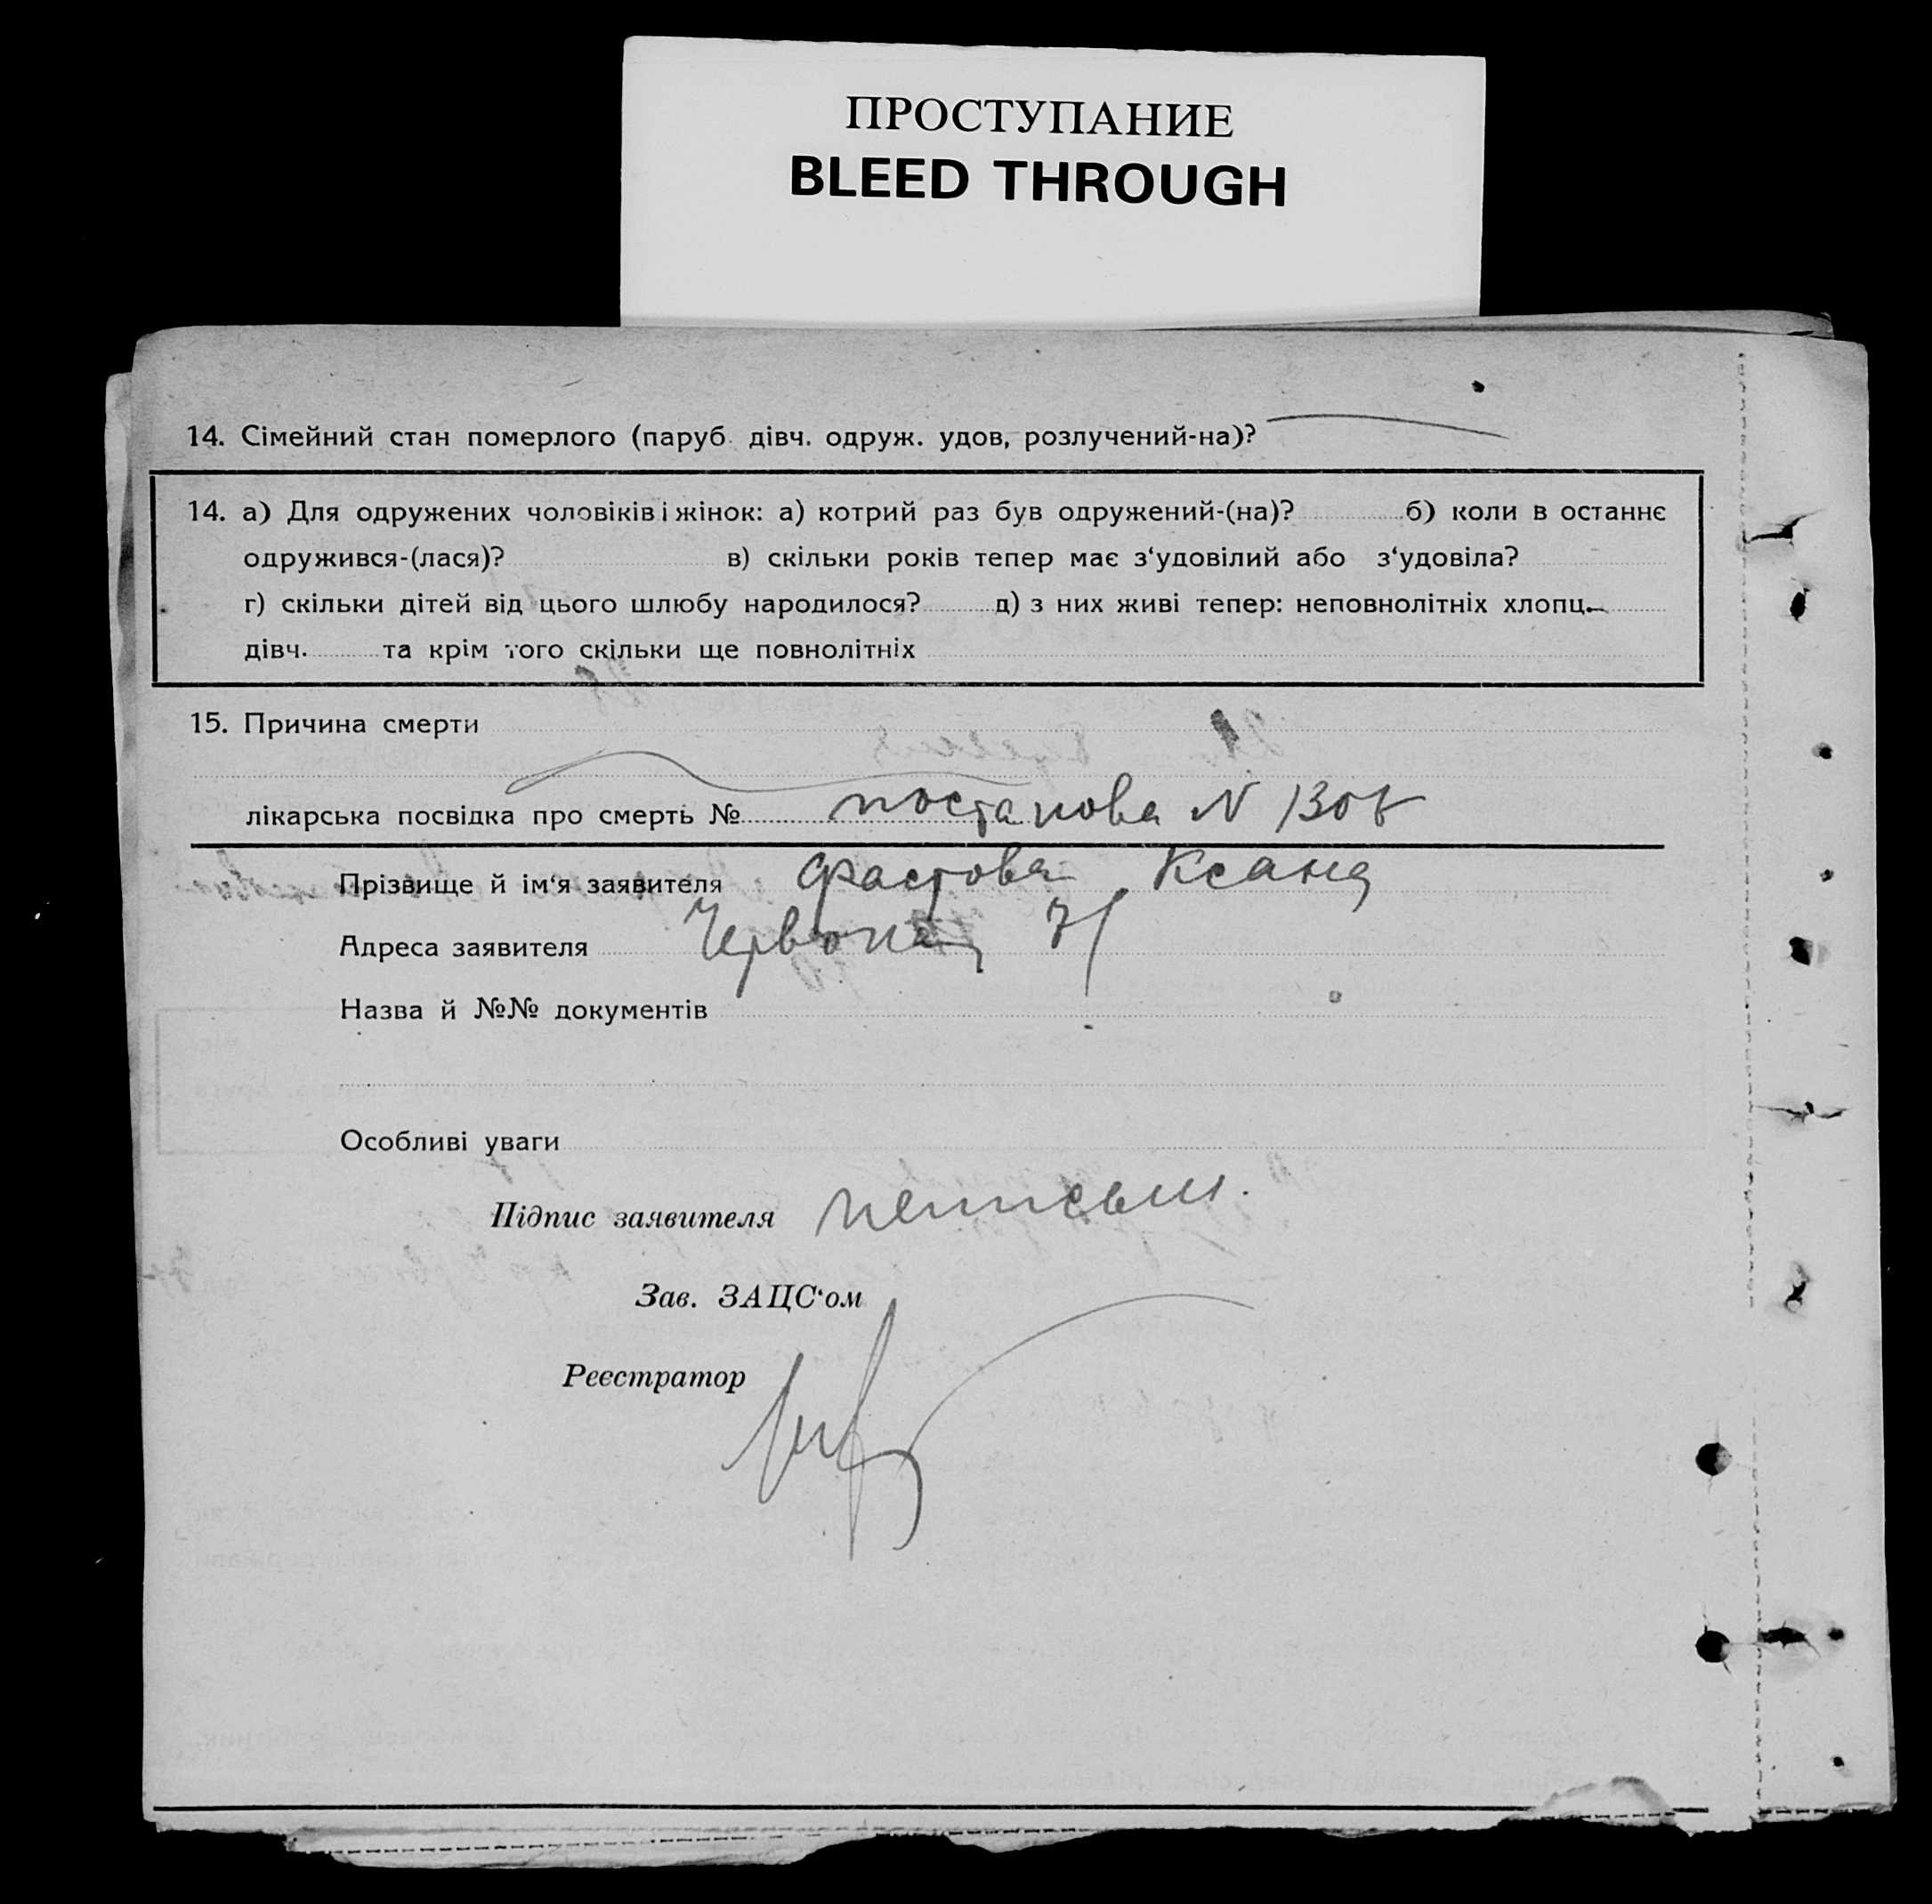 ПРОСТУПАНИЕ
BLEED THROUGH
14. Сімейний стан померлого (паруб. дівч. одруж. удов, розлучений-на)?
14. а) Для одружених чоловіків і жінок: а) котрий раз був одружений-(на)? б) коли в останнє
одружився-(лася)? в) скільки років тепер має з‘удовілий або з‘удовіла?
г) скільки дітей від цього шлюбу народилося? д) з них живі тепер: неповнолітніх хлопц.
дівч. та крім того скільки ще повнолітніх
15. Причина смерти
лікарська посвідка про смерть № постанова N
Прізвище й ім‘я заявителя Фастова Ксана
Адреса заявителя Червона
Назва й №№ документів
Особливі уваги
Підпис заявителя неписьм.
Зав. ЗАЦС‘ом
Реєстратор